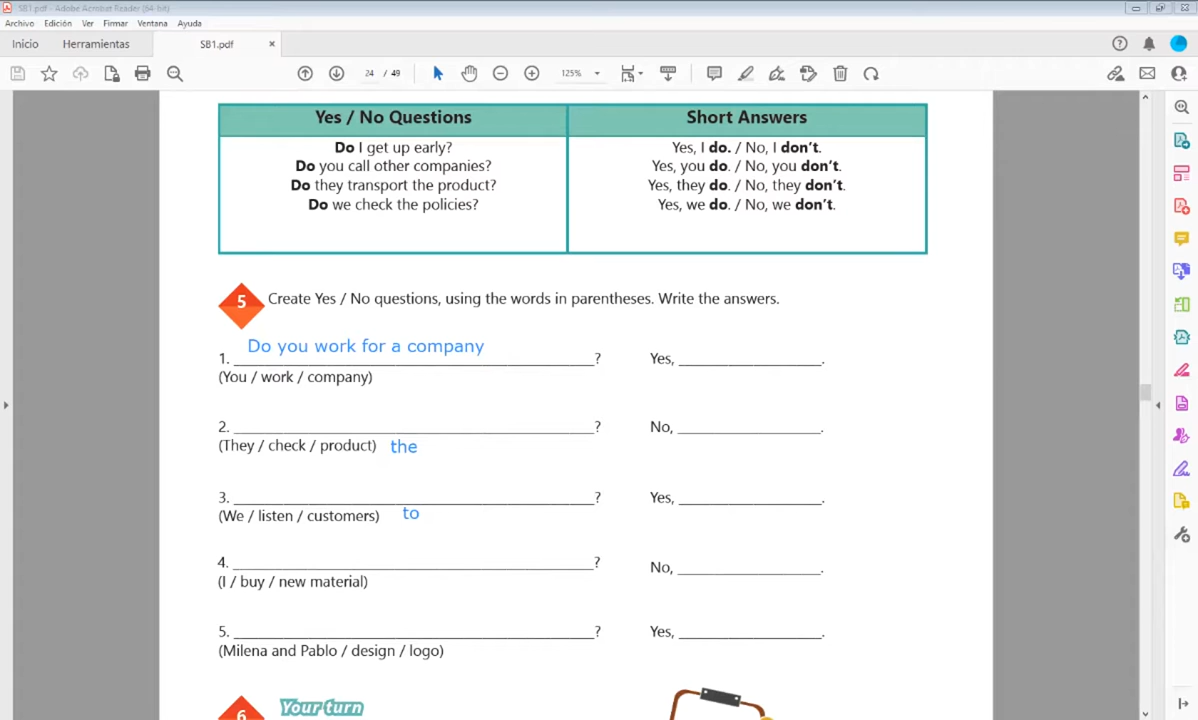 SB1.pdf - Adobe Acrobat Reader (64-bit)
Archivo Edición Ver Firmar Ventana Ayuda
Inicio Herramientas SB1.pdf ×
24 / 49 125%
Yes / No Questions Short Answers
Do I get up early? Yes, I do. / No, I don't.
Do you call other companies? Yes, you do. / No, you don't.
Do they transport the product? Yes, they do. / No, they don't.
Do we check the policies? Yes, we do. / No, we don't.
5 Create Yes / No questions, using the words in parentheses. Write the answers.
Do you work for a company
1. ? Yes, .
(You / work / company)
2. ? No, .
(They / check / product) the
3. ? Yes, .
(We / listen / customers) to
4. ? No, .
(I / buy / new material)
5. ? Yes, .
(Milena and Pablo / design / logo)
6 Your turn